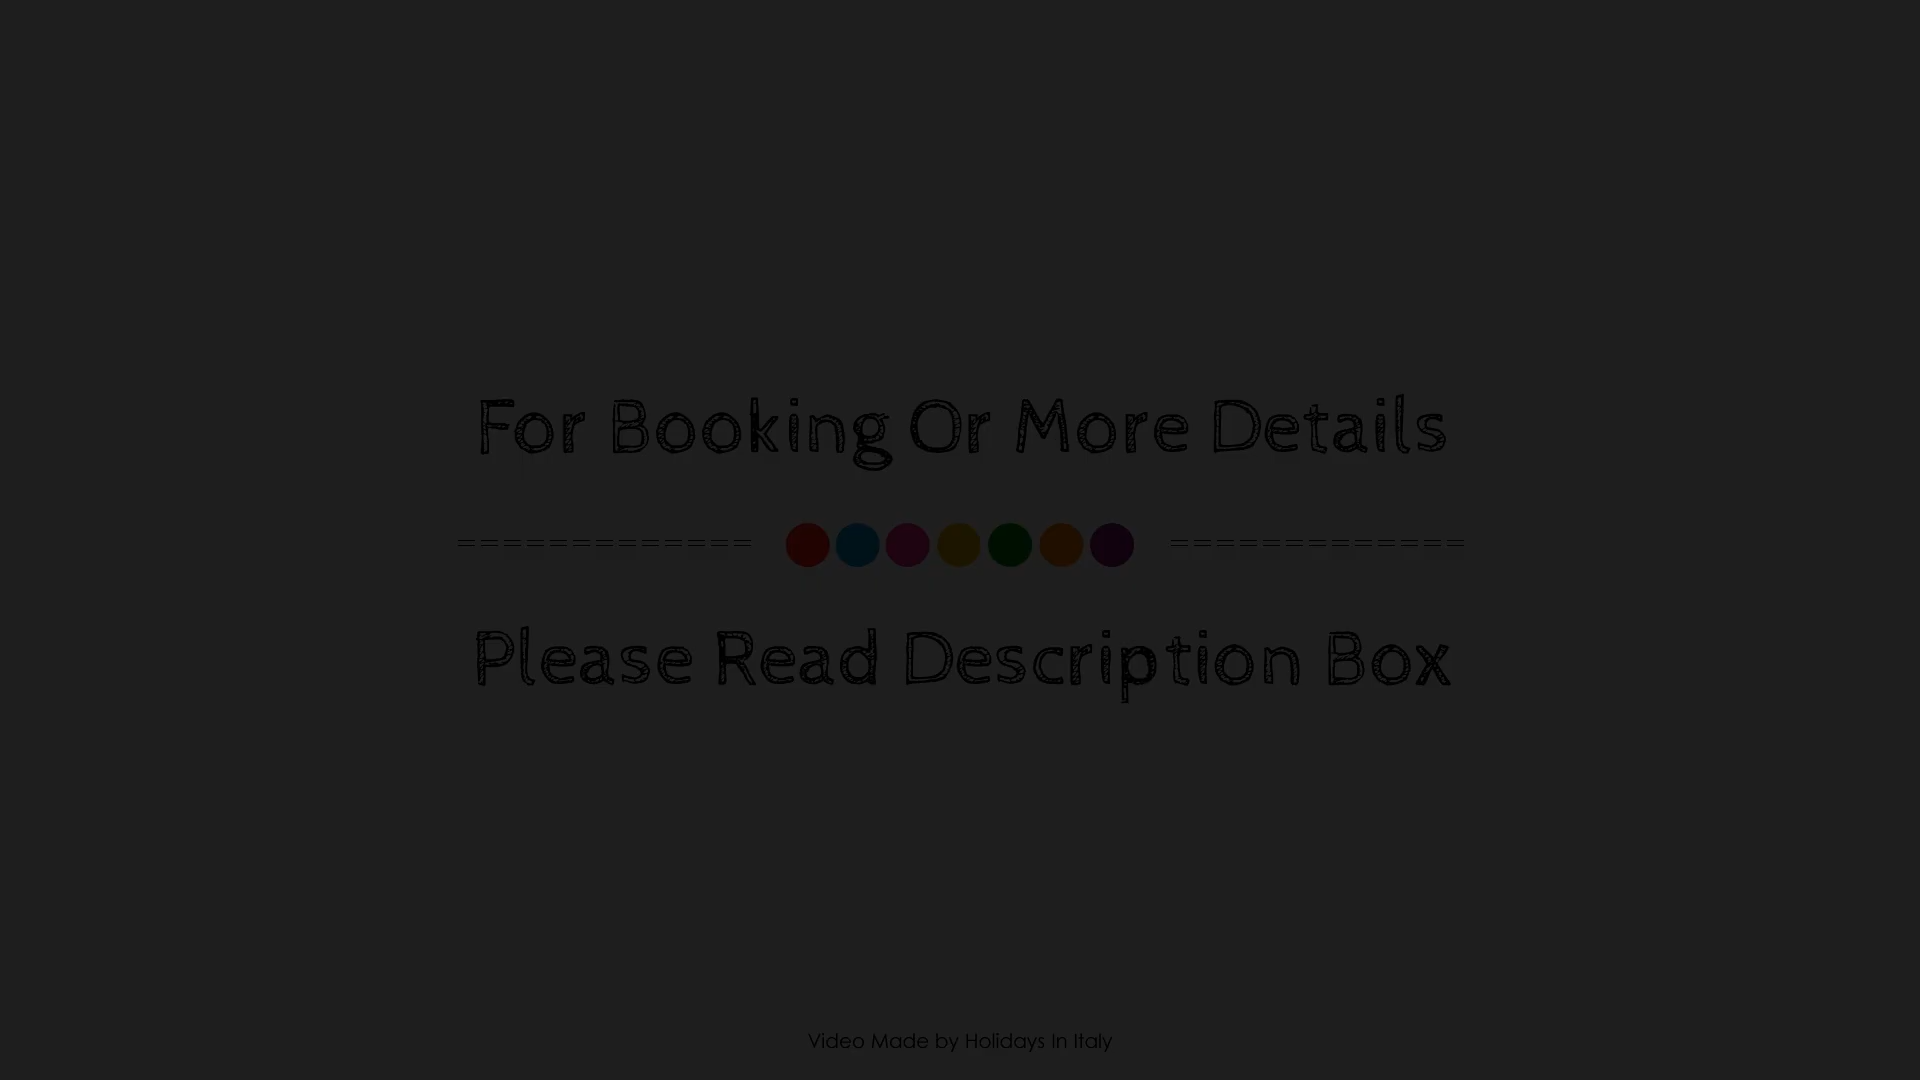 For Booking Or More Details
============= =============
Please Read Description Box
Video Made by Holidays In Italy